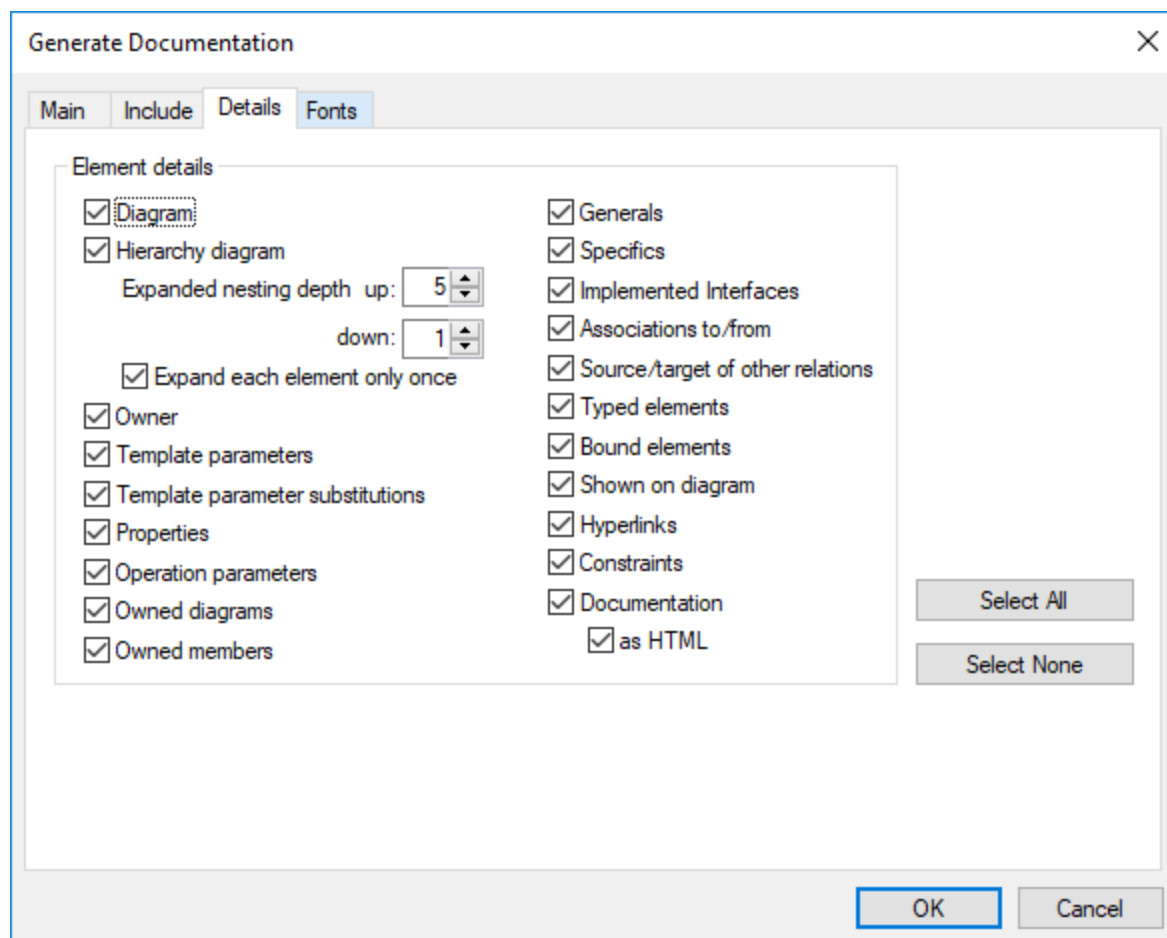 Generate Documentation
Main Include Details Fonts
Element details
Diagram
Hierarchy diagram
Expanded nesting depth up: 5
down: 1
Expand each element only once
Owner
Template parameters
Template parameter substitutions
Properties
Operation parameters
Owned diagrams
Owned members
Generals
Specifics
Implemented Interfaces
Associations to/from
Source/target of other relations
Typed elements
Bound elements
Shown on diagram
Hyperlinks
Constraints
Documentation
as HTML
Select All
Select None
OK Cancel